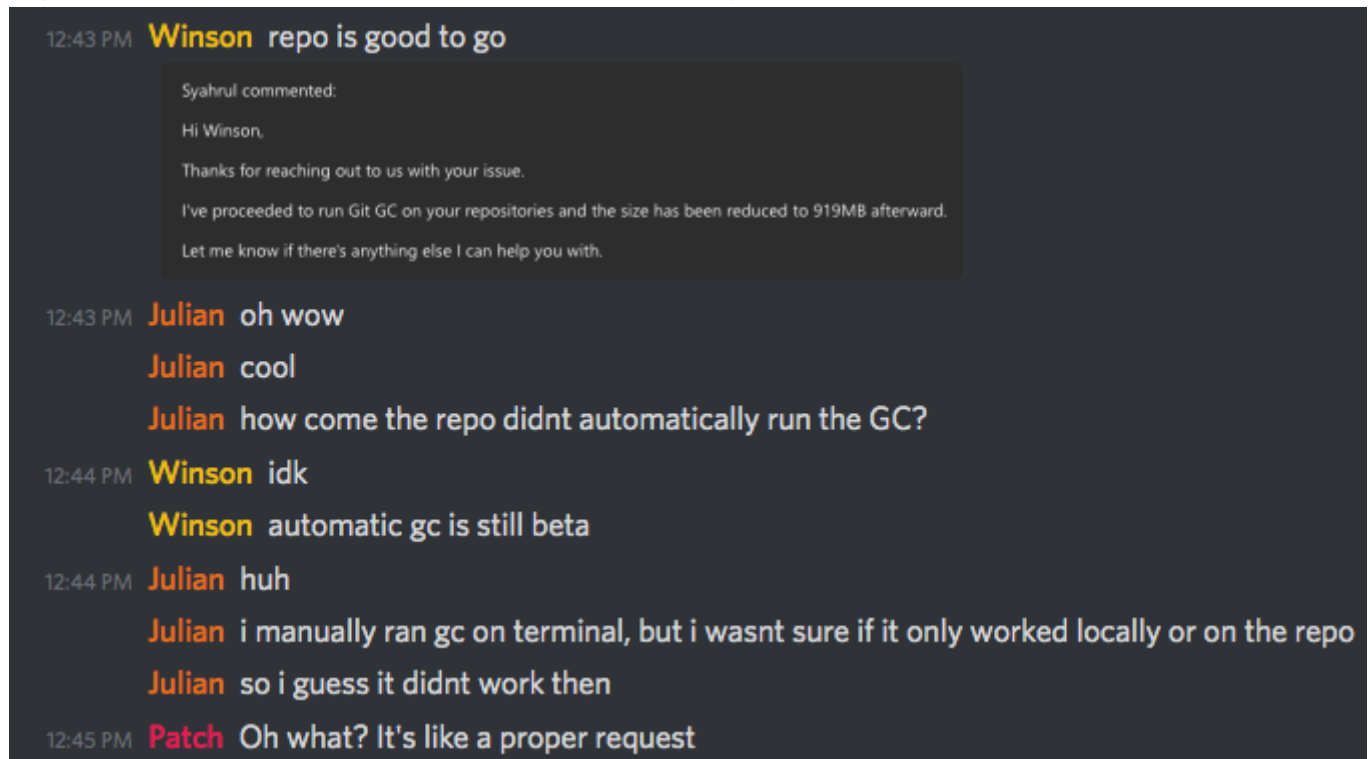 12:43 PM Winson repo is good to go
Syahrul commented:
Hi Winson,
Thanks for reaching out to us with your issue.
I've proceeded to run Git GC on your repositories and the size has been reduced to 919MB afterward.
Let me know if there's anything else I can help you with.
12:43 PM Julian oh wow
Julian cool
Julian how come the repo didnt automatically run the GC?
12:44 PM Winson idk
Winson automatic gc is still beta
12:44 PM Julian huh
Julian i manually ran gc on terminal, but i wasnt sure if it only worked locally or on the repo
Julian so i guess it didnt work then
12:45 PM Patch Oh what? It's like a proper request